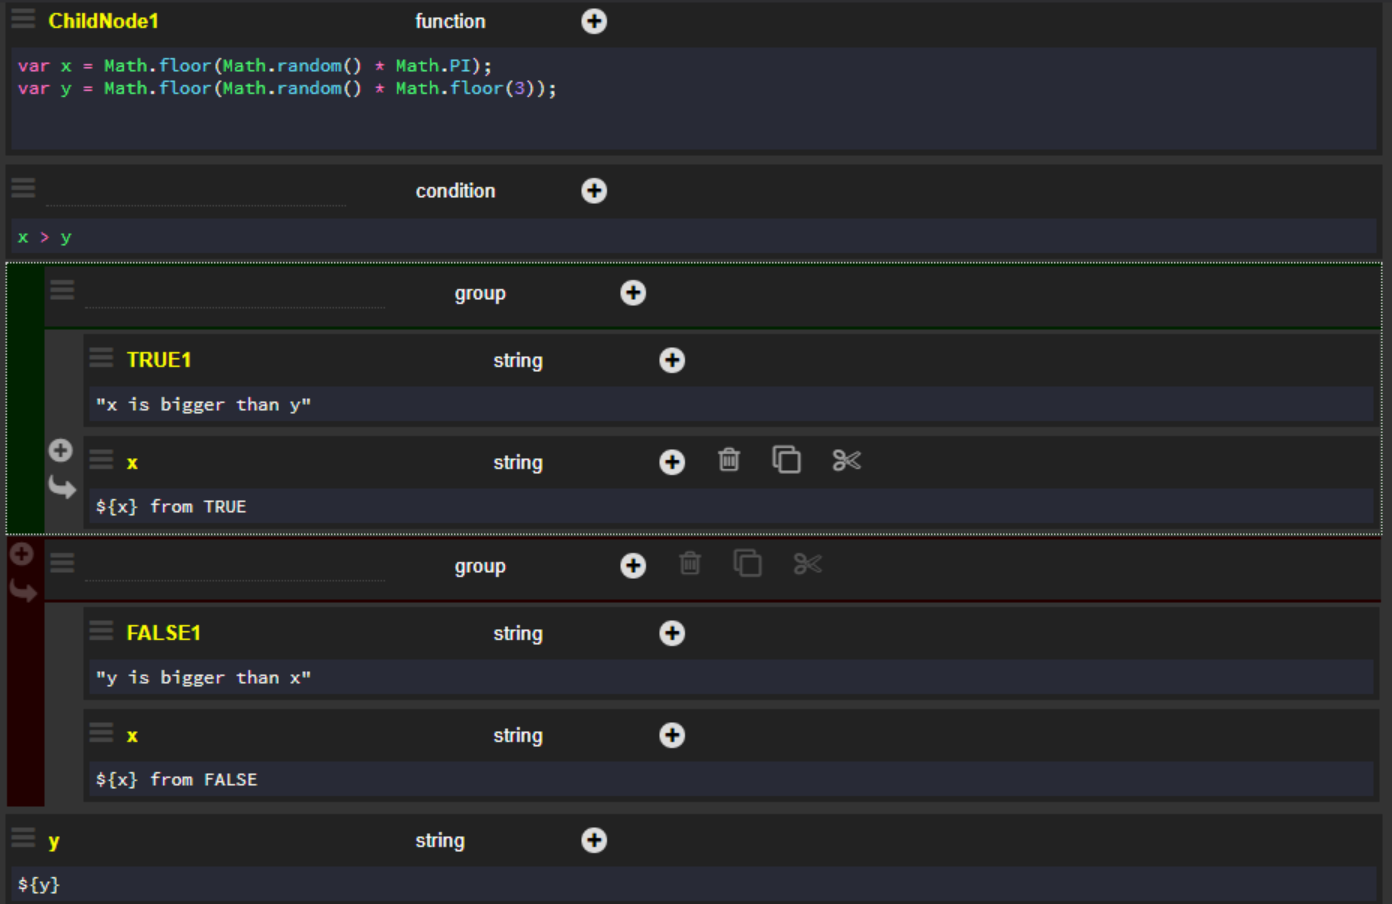 ChildNode1 function
var x = Math.floor(Math.random() * Math.PI);
var y = Math.floor(Math.random() * Math.floor(3));
condition
x > y
group
TRUE1 string
"x is bigger than y"
x string
${x} from TRUE
group
FALSE1 string
"y is bigger than x"
x string
${x} from FALSE
y string
${y}